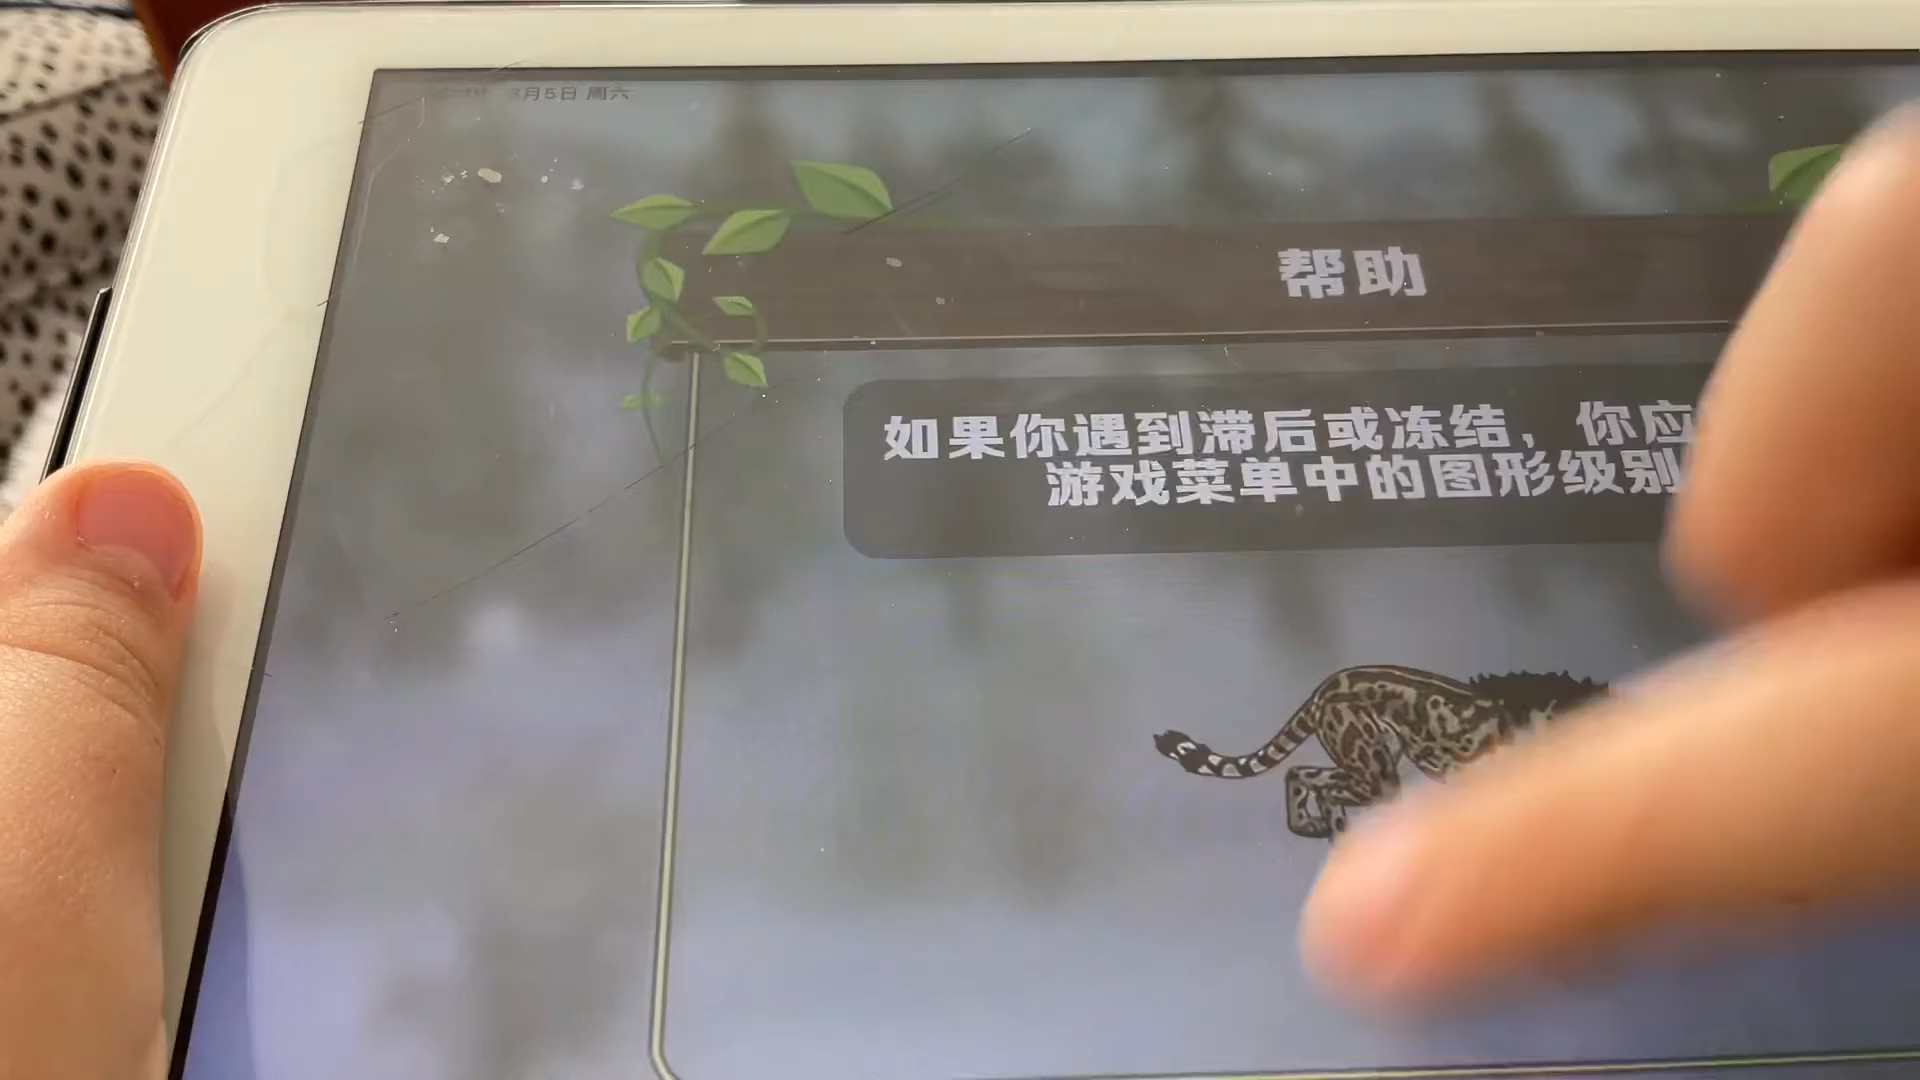 月5日 周六
帮助
如果你遇到滞后或冻结，你应
游戏菜单中的图形级别